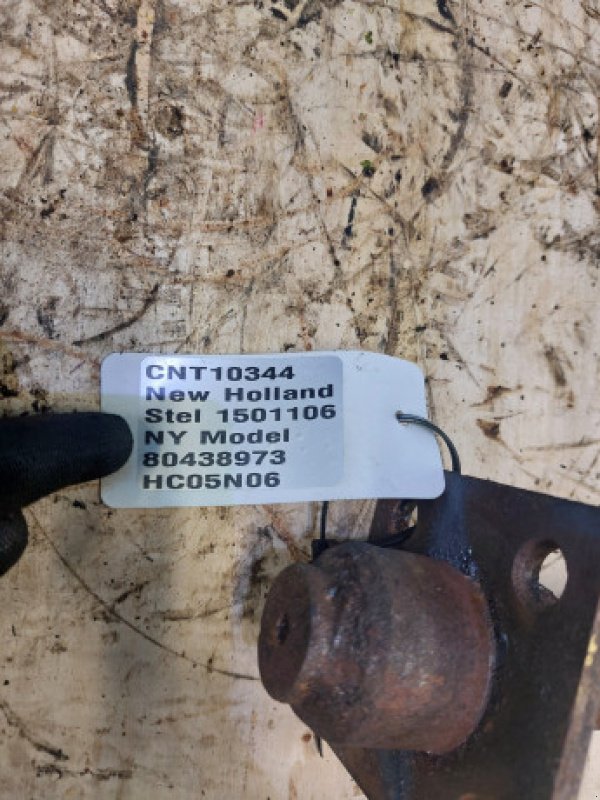 CNT10344
New Holland
Stel 1501106
NY Model
80438973
HC05N06